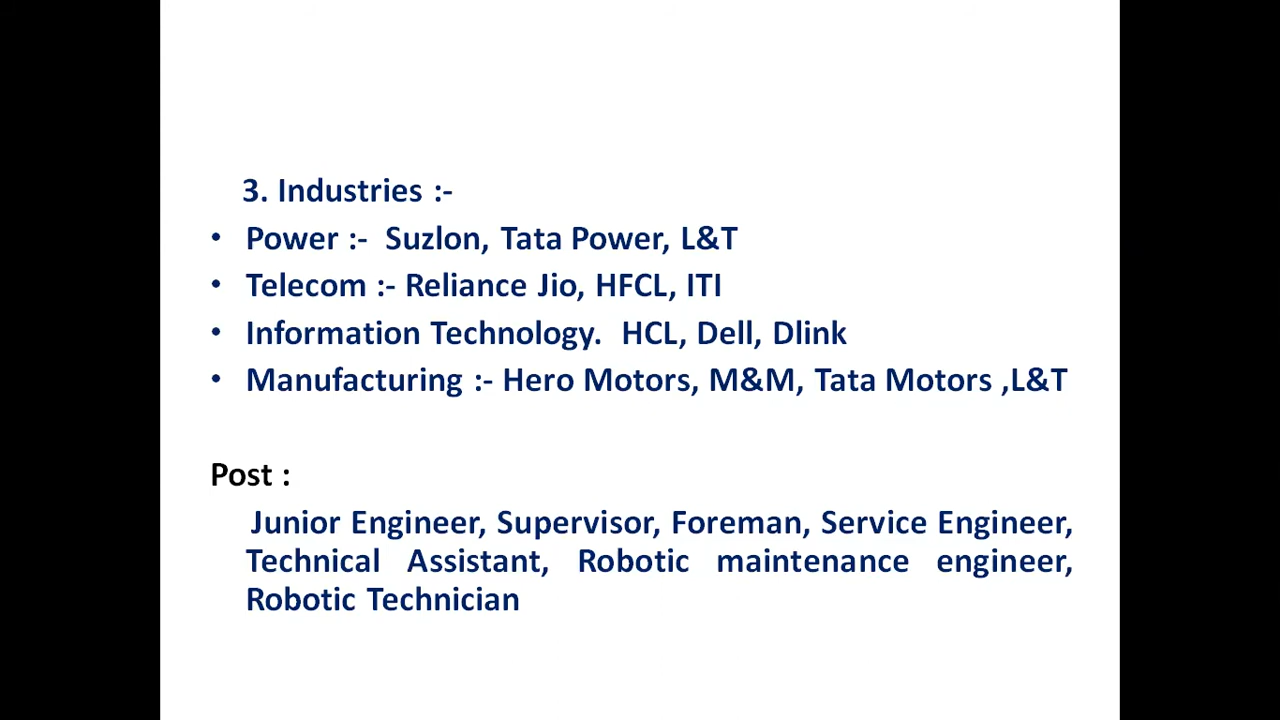 3. Industries :-
• Power :- Suzlon, Tata Power, L&T
• Telecom :- Reliance Jio, HFCL, ITI
• Information Technology. HCL, Dell, Dlink
• Manufacturing :- Hero Motors, M&M, Tata Motors ,L&T
Post :
Junior Engineer, Supervisor, Foreman, Service Engineer,
Technical Assistant, Robotic maintenance engineer,
Robotic Technician